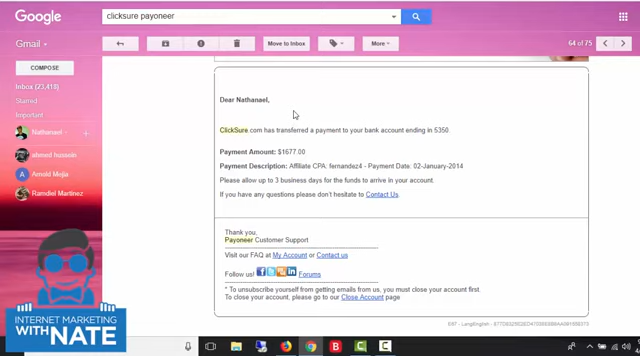 Google
clicksure payoneer
Gmail
Move to Inbox
More
64 of 75
COMPOSE
Inbox (23,418)
Starred
Important
Nathanael
ahmed hossein
Arnold Mejia
Ramdiel Martinez
Dear Nathanael,
ClickSure.com has transferred a payment to your bank account ending in 5350
Payment Amount: $1677.00
Payment Description: Affiliate CPA: fernandez4 - Payment Date: 02-January-2014
Please allow up to 3 business days for the funds to arrive in your account.
If you have any questions please don't hesitate to Contact Us.
Thank you,
Payoneer Customer Support
Visit our FAQ at My Account or Contact us
Follow us! Forums
* To unsubscribe yourself from getting emails from us, you must close your account first.
To close your account, please go to our Close Account page
INTERNET MARKETING
WITH NATE